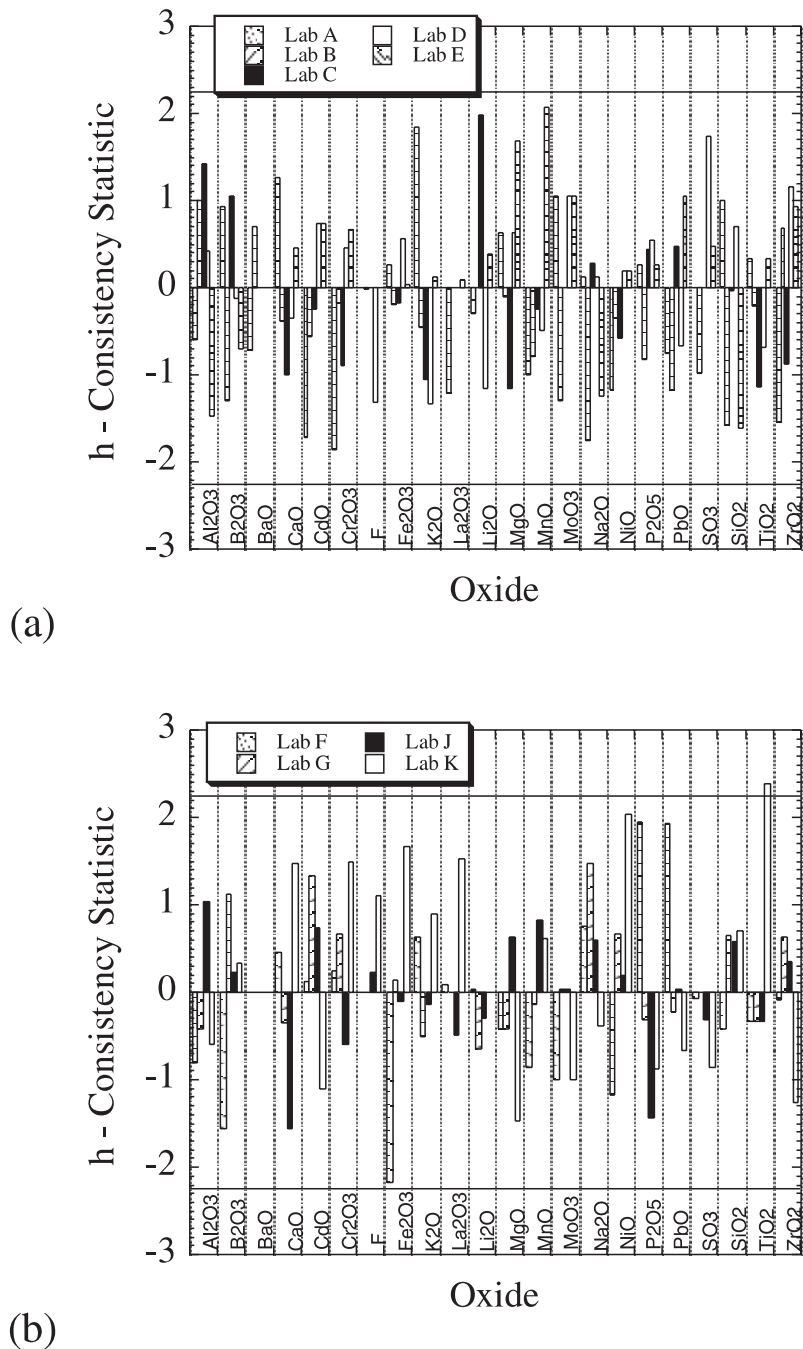 Lab A Lab D
Lab B Lab E
Lab C
3
2
1
0
-1
-2
-3
h - Consistency Statistic
Al2O3 B2O3 BaO CaO CdO Cr2O3 F Fe2O3 K2O La2O3 Li2O MgO MnO MoO3 Na2O NiO P2O5 PbO SO3 SiO2 TiO2 ZrO2
Oxide
(a)
Lab F Lab J
Lab G Lab K
3
2
1
0
-1
-2
-3
h - Consistency Statistic
Al2O3 B2O3 BaO CaO CdO Cr2O3 F Fe2O3 K2O La2O3 Li2O MgO MnO MoO3 Na2O NiO P2O5 PbO SO3 SiO2 TiO2 ZrO2
Oxide
(b)